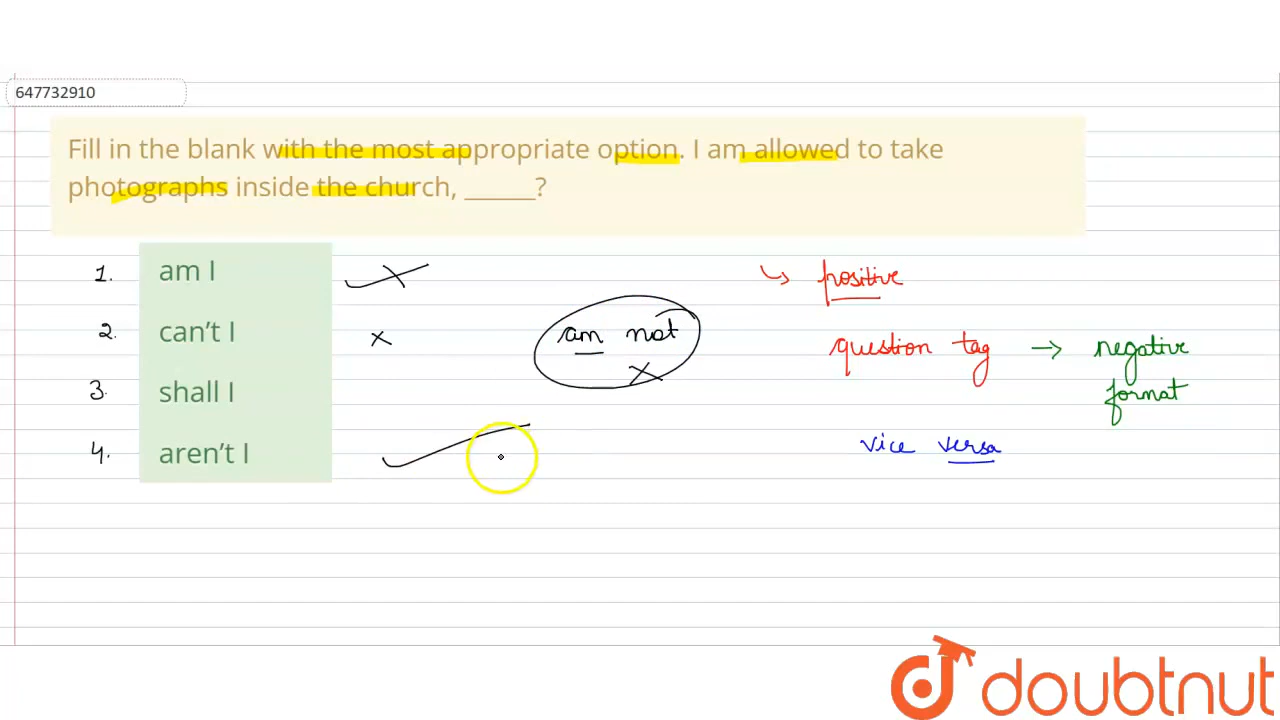 647732910
Fill in the blank with the most appropriate option. I am allowed to take
photographs inside the church, ______?
1. am I
2. can’t I
3. shall I
4. aren’t I
am not
positive
question tag → negative
format
vice versa
doubtnut